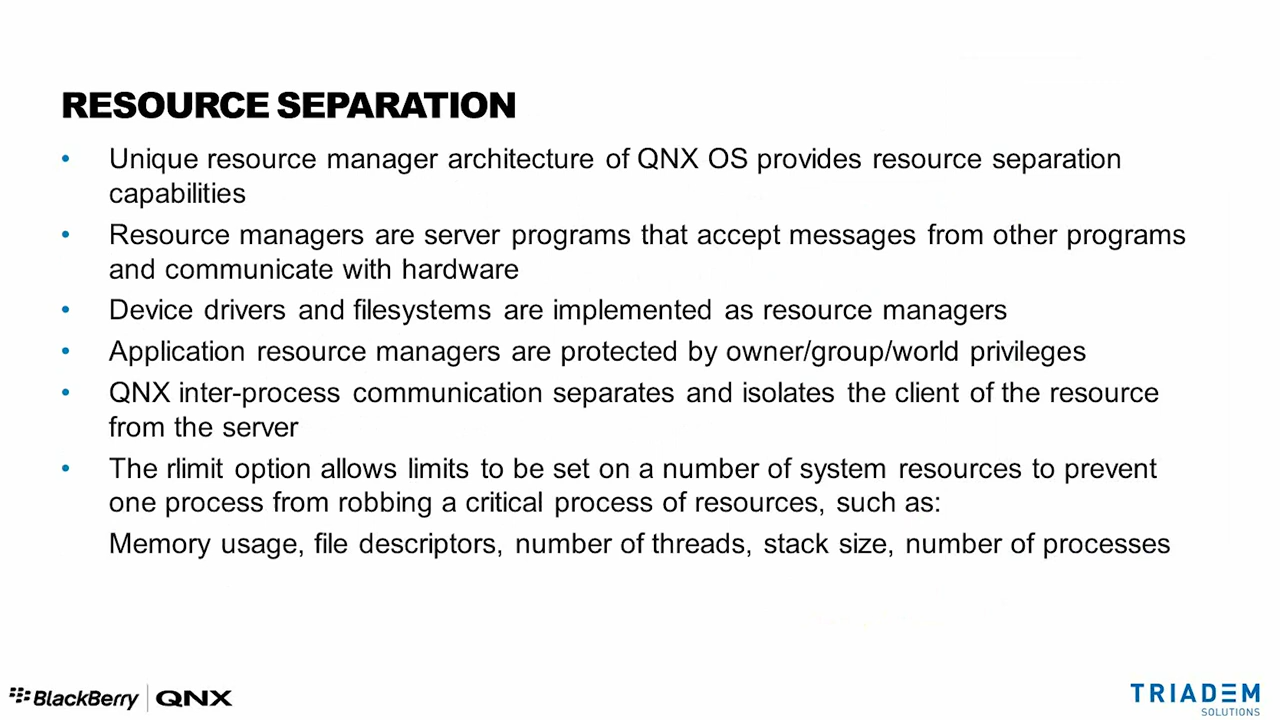 RESOURCE SEPARATION
• Unique resource manager architecture of QNX OS provides resource separation
capabilities
• Resource managers are server programs that accept messages from other programs
and communicate with hardware
• Device drivers and filesystems are implemented as resource managers
• Application resource managers are protected by owner/group/world privileges
• QNX inter-process communication separates and isolates the client of the resource
from the server
• The rlimit option allows limits to be set on a number of system resources to prevent
one process from robbing a critical process of resources, such as:
Memory usage, file descriptors, number of threads, stack size, number of processes
BlackBerry | QNX
TRIADEM
SOLUTIONS